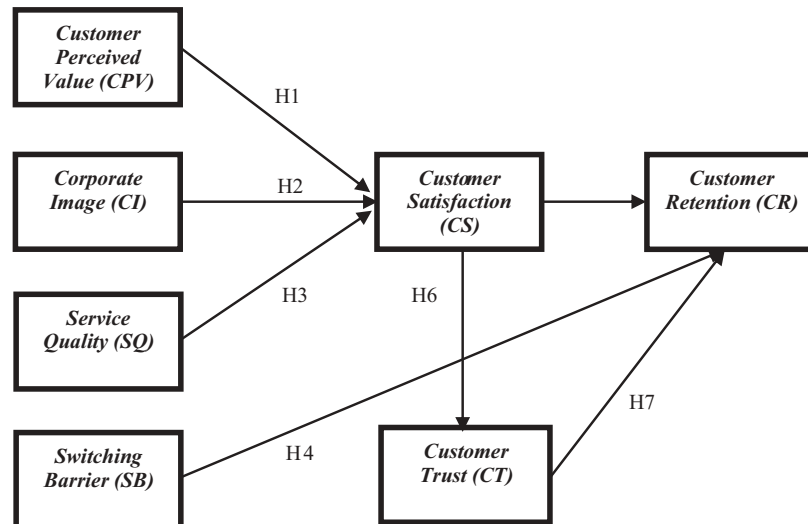 Customer
Perceived
Value (CPV)
H1
Corporate
Image (CI)
H2
Customer
Satisfaction
(CS)
Customer
Retention (CR)
Service
Quality (SQ)
H3
H6
Switching
Barrier (SB)
H4
Customer
Trust (CT)
H7